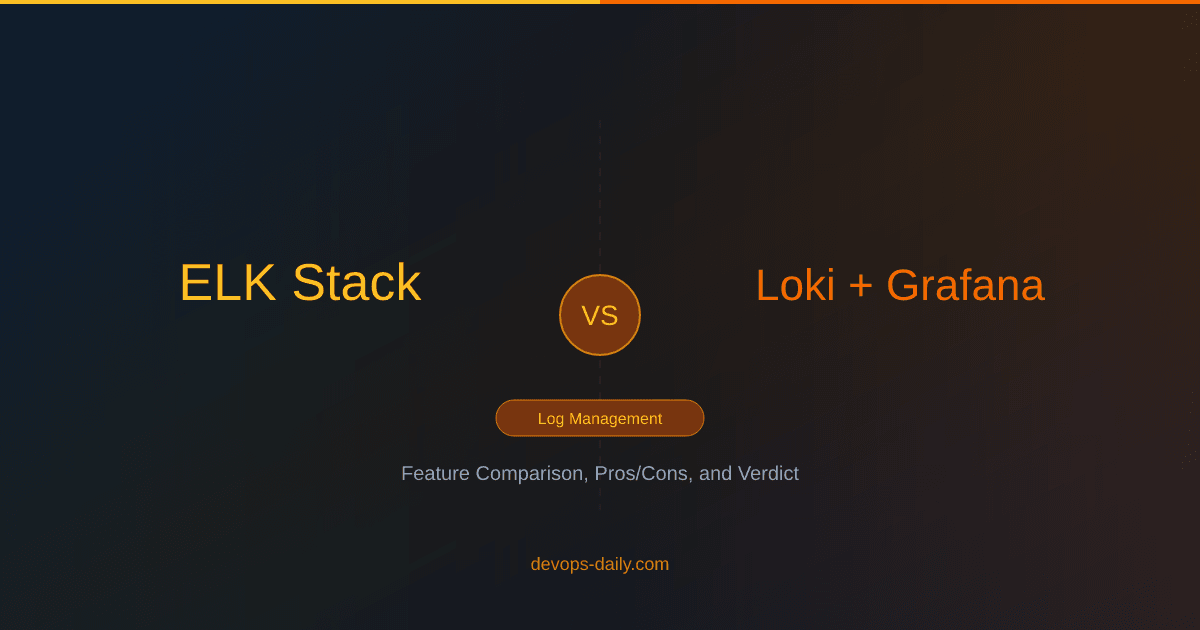 ELK Stack
VS
Loki + Grafana
Log Management
Feature Comparison, Pros/Cons, and Verdict
devops-daily.com